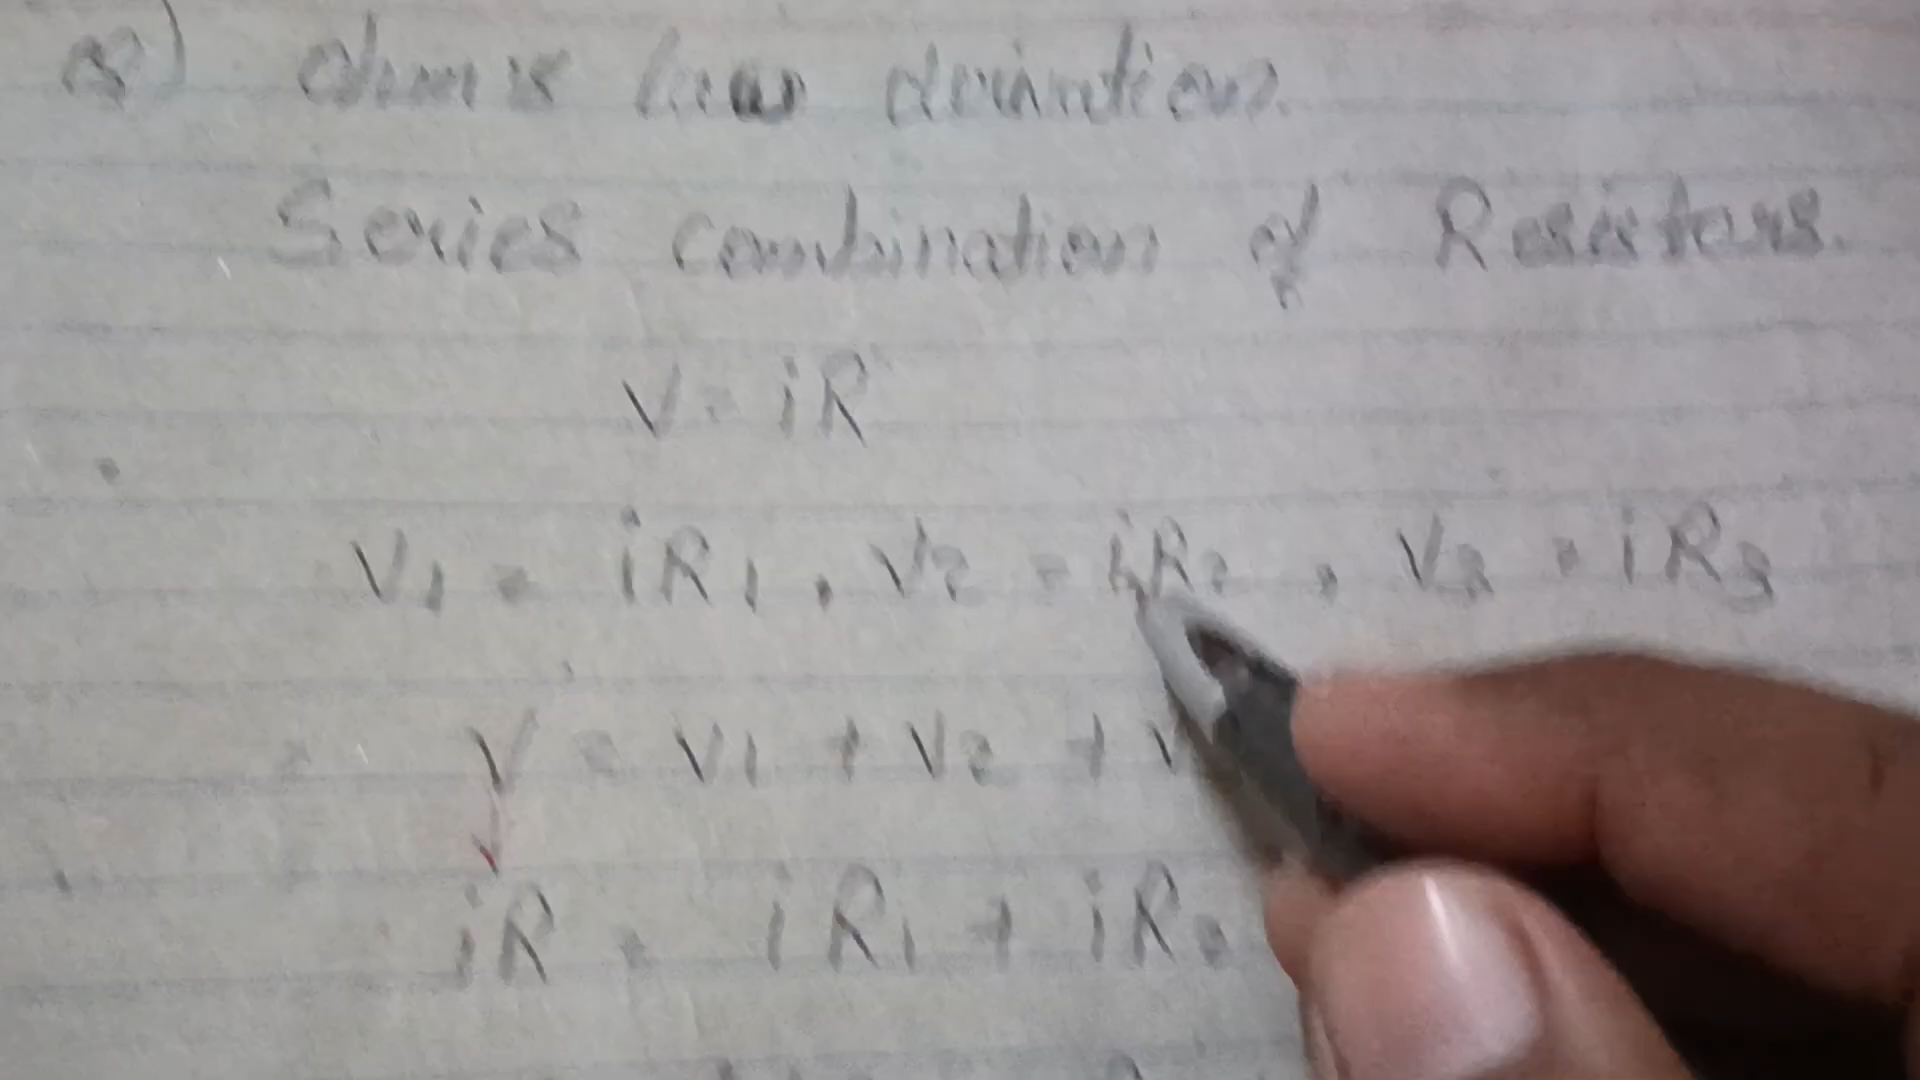 Q) Ohm's law derivation.
Series combination of Resistors.
V = iR
V1 = iR1, V2 = iR2, V3 = iR3
V = V1 + V2 + V
iR = iR1 + iR2